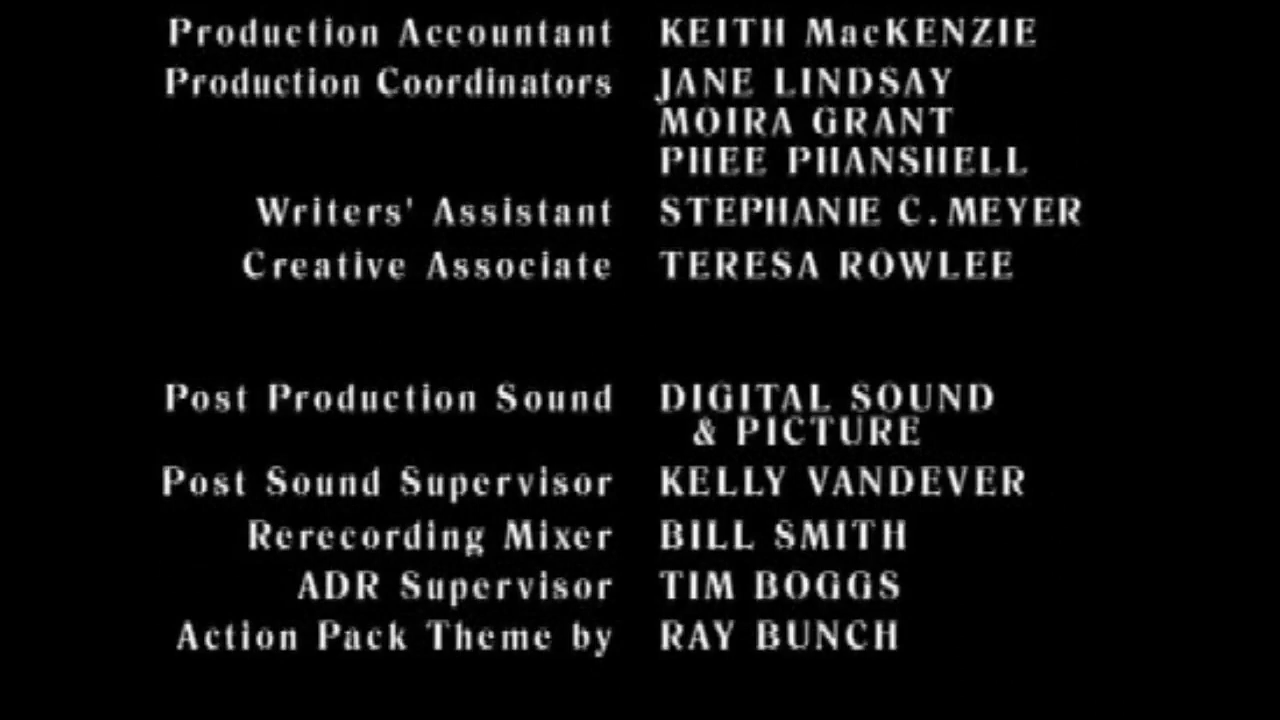 Production Accountant KEITH MacKENZIE
Production Coordinators JANE LINDSAY
MOIRA GRANT
PHEE PHANSHELL
Writers' Assistant STEPHANIE C. MEYER
Creative Associate TERESA ROWLEE
Post Production Sound DIGITAL SOUND
& PICTURE
Post Sound Supervisor KELLY VANDEVER
Rerecording Mixer BILL SMITH
ADR Supervisor TIM BOGGS
Action Pack Theme by RAY BUNCH